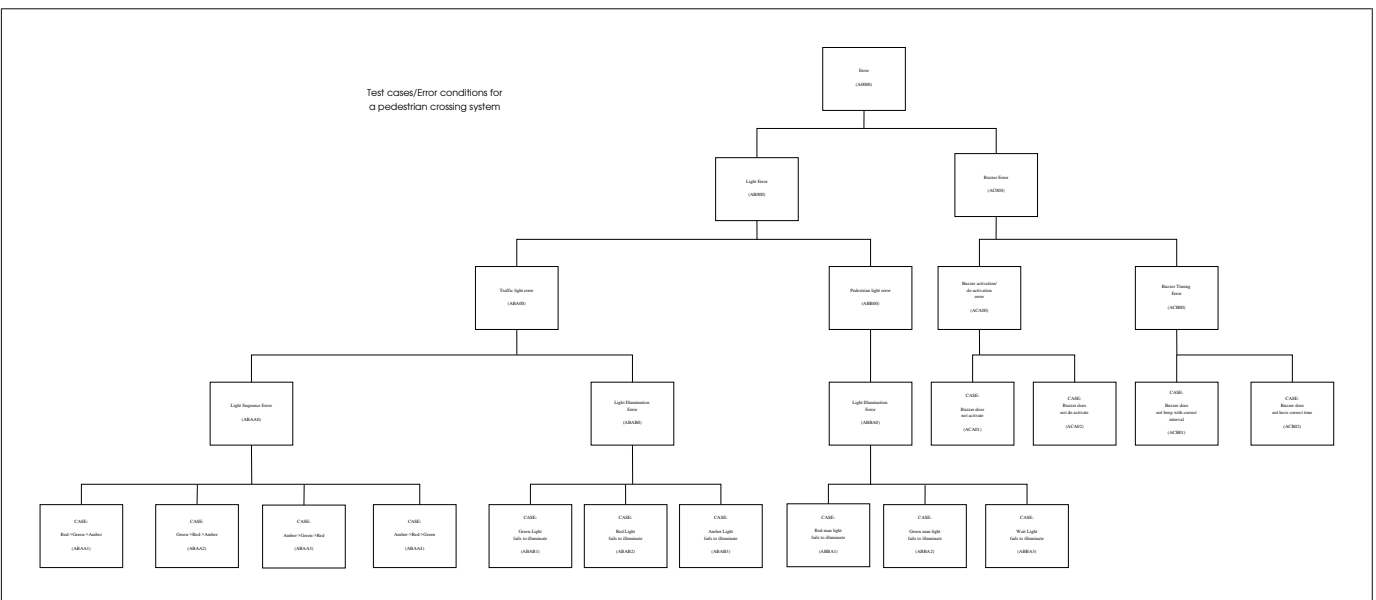 Error
(A0000)
Test cases/Error conditions for
a pedestrian crossing system
Light Error
(AB000)
Buzzer Error
(AC000)
Traffic light error
(ABA00)
Pedestrian light error
(ABB00)
Buzzer activation/
de-activation
error
(ACA00)
Buzzer Timing
Error
(ACB00)
Light Sequence Error
(ABAA0)
Light Illumination
Error
(ABAB0)
Light Illumination
Error
(ABBA0)
CASE:
Buzzer does
not activate
(ACA01)
CASE:
Buzzer does
not de-activate
(ACA02)
CASE:
Buzzer does
not beep with correct
interval
(ACB01)
CASE:
Buzzer does
not have correct tone
(ACB02)
CASE:
Red->Green->Amber
(ABAA1)
CASE:
Green->Red->Amber
(ABAA2)
CASE:
Amber->Green->Red
(ABAA3)
CASE:
Amber->Red->Green
(ABAA4)
CASE:
Green Light
fails to illuminate
(ABAB1)
CASE:
Red Light
fails to illuminate
(ABAB2)
CASE:
Amber Light
fails to illuminate
(ABAB3)
CASE:
Red man light
fails to illuminate
(ABBA1)
CASE:
Green man light
fails to illuminate
(ABBA2)
CASE:
Wait Light
fails to illuminate
(ABBA3)